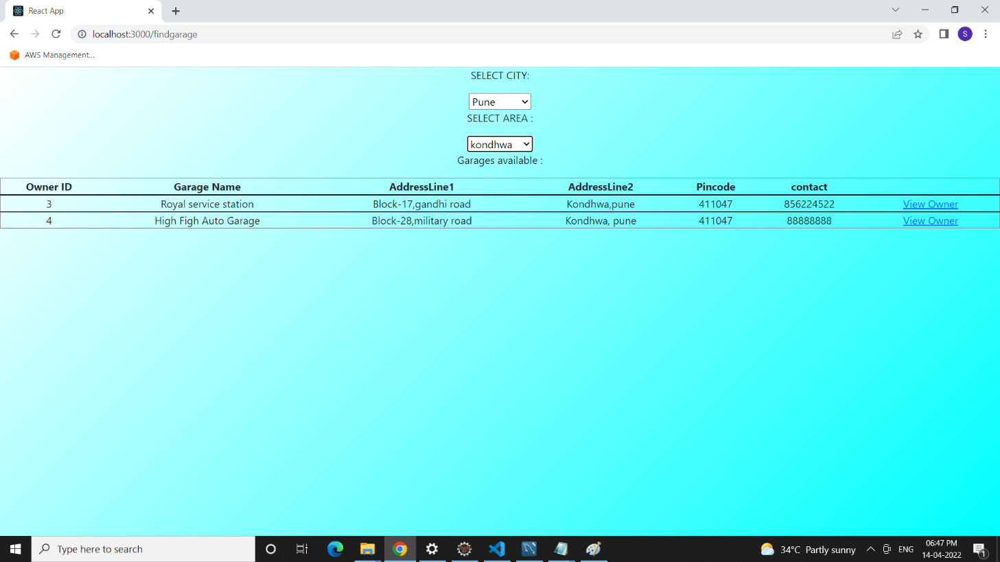 React App
localhost:3000/findgarage
S
AWS Management...
SELECT CITY:
Pune
SELECT AREA :
kondhwa
Garages available :
Owner ID Garage Name AddressLine1 AddressLine2 Pincode contact
3 Royal service station Block-17,gandhi road Kondhwa,pune 411047 856224522 View Owner
4 High Figh Auto Garage Block-28,military road Kondhwa, pune 411047 88888888 View Owner
Type here to search
34°C Partly sunny
ENG
06:47 PM
14-04-2022
1